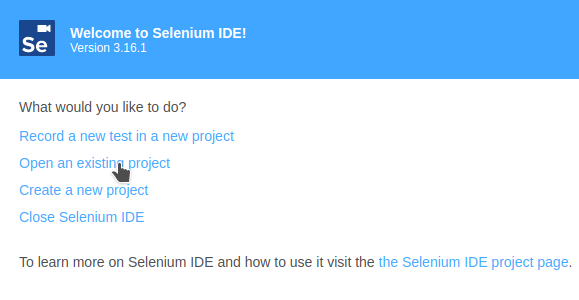 Se
Welcome to Selenium IDE!
Version 3.16.1
What would you like to do?
Record a new test in a new project
Open an existing project
Create a new project
Close Selenium IDE
To learn more on Selenium IDE and how to use it visit the the Selenium IDE project page.